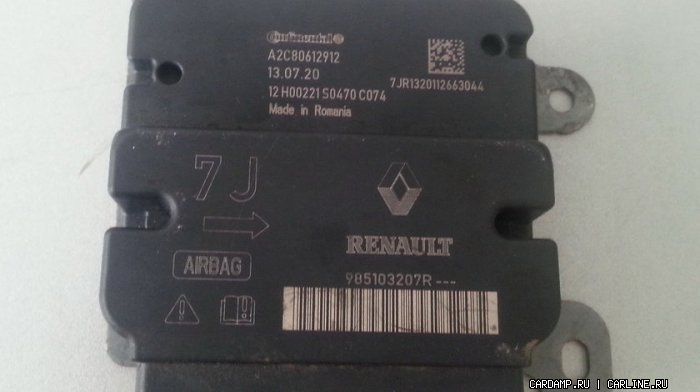 Continental
A2C80612912
13.07.20
12 H00221 S0470 C074
Made in Romania
7JR1320112663044
7J
RENAULT
AIRBAG
985103207R ---
CARDAMP.RU | CARLINE.RU